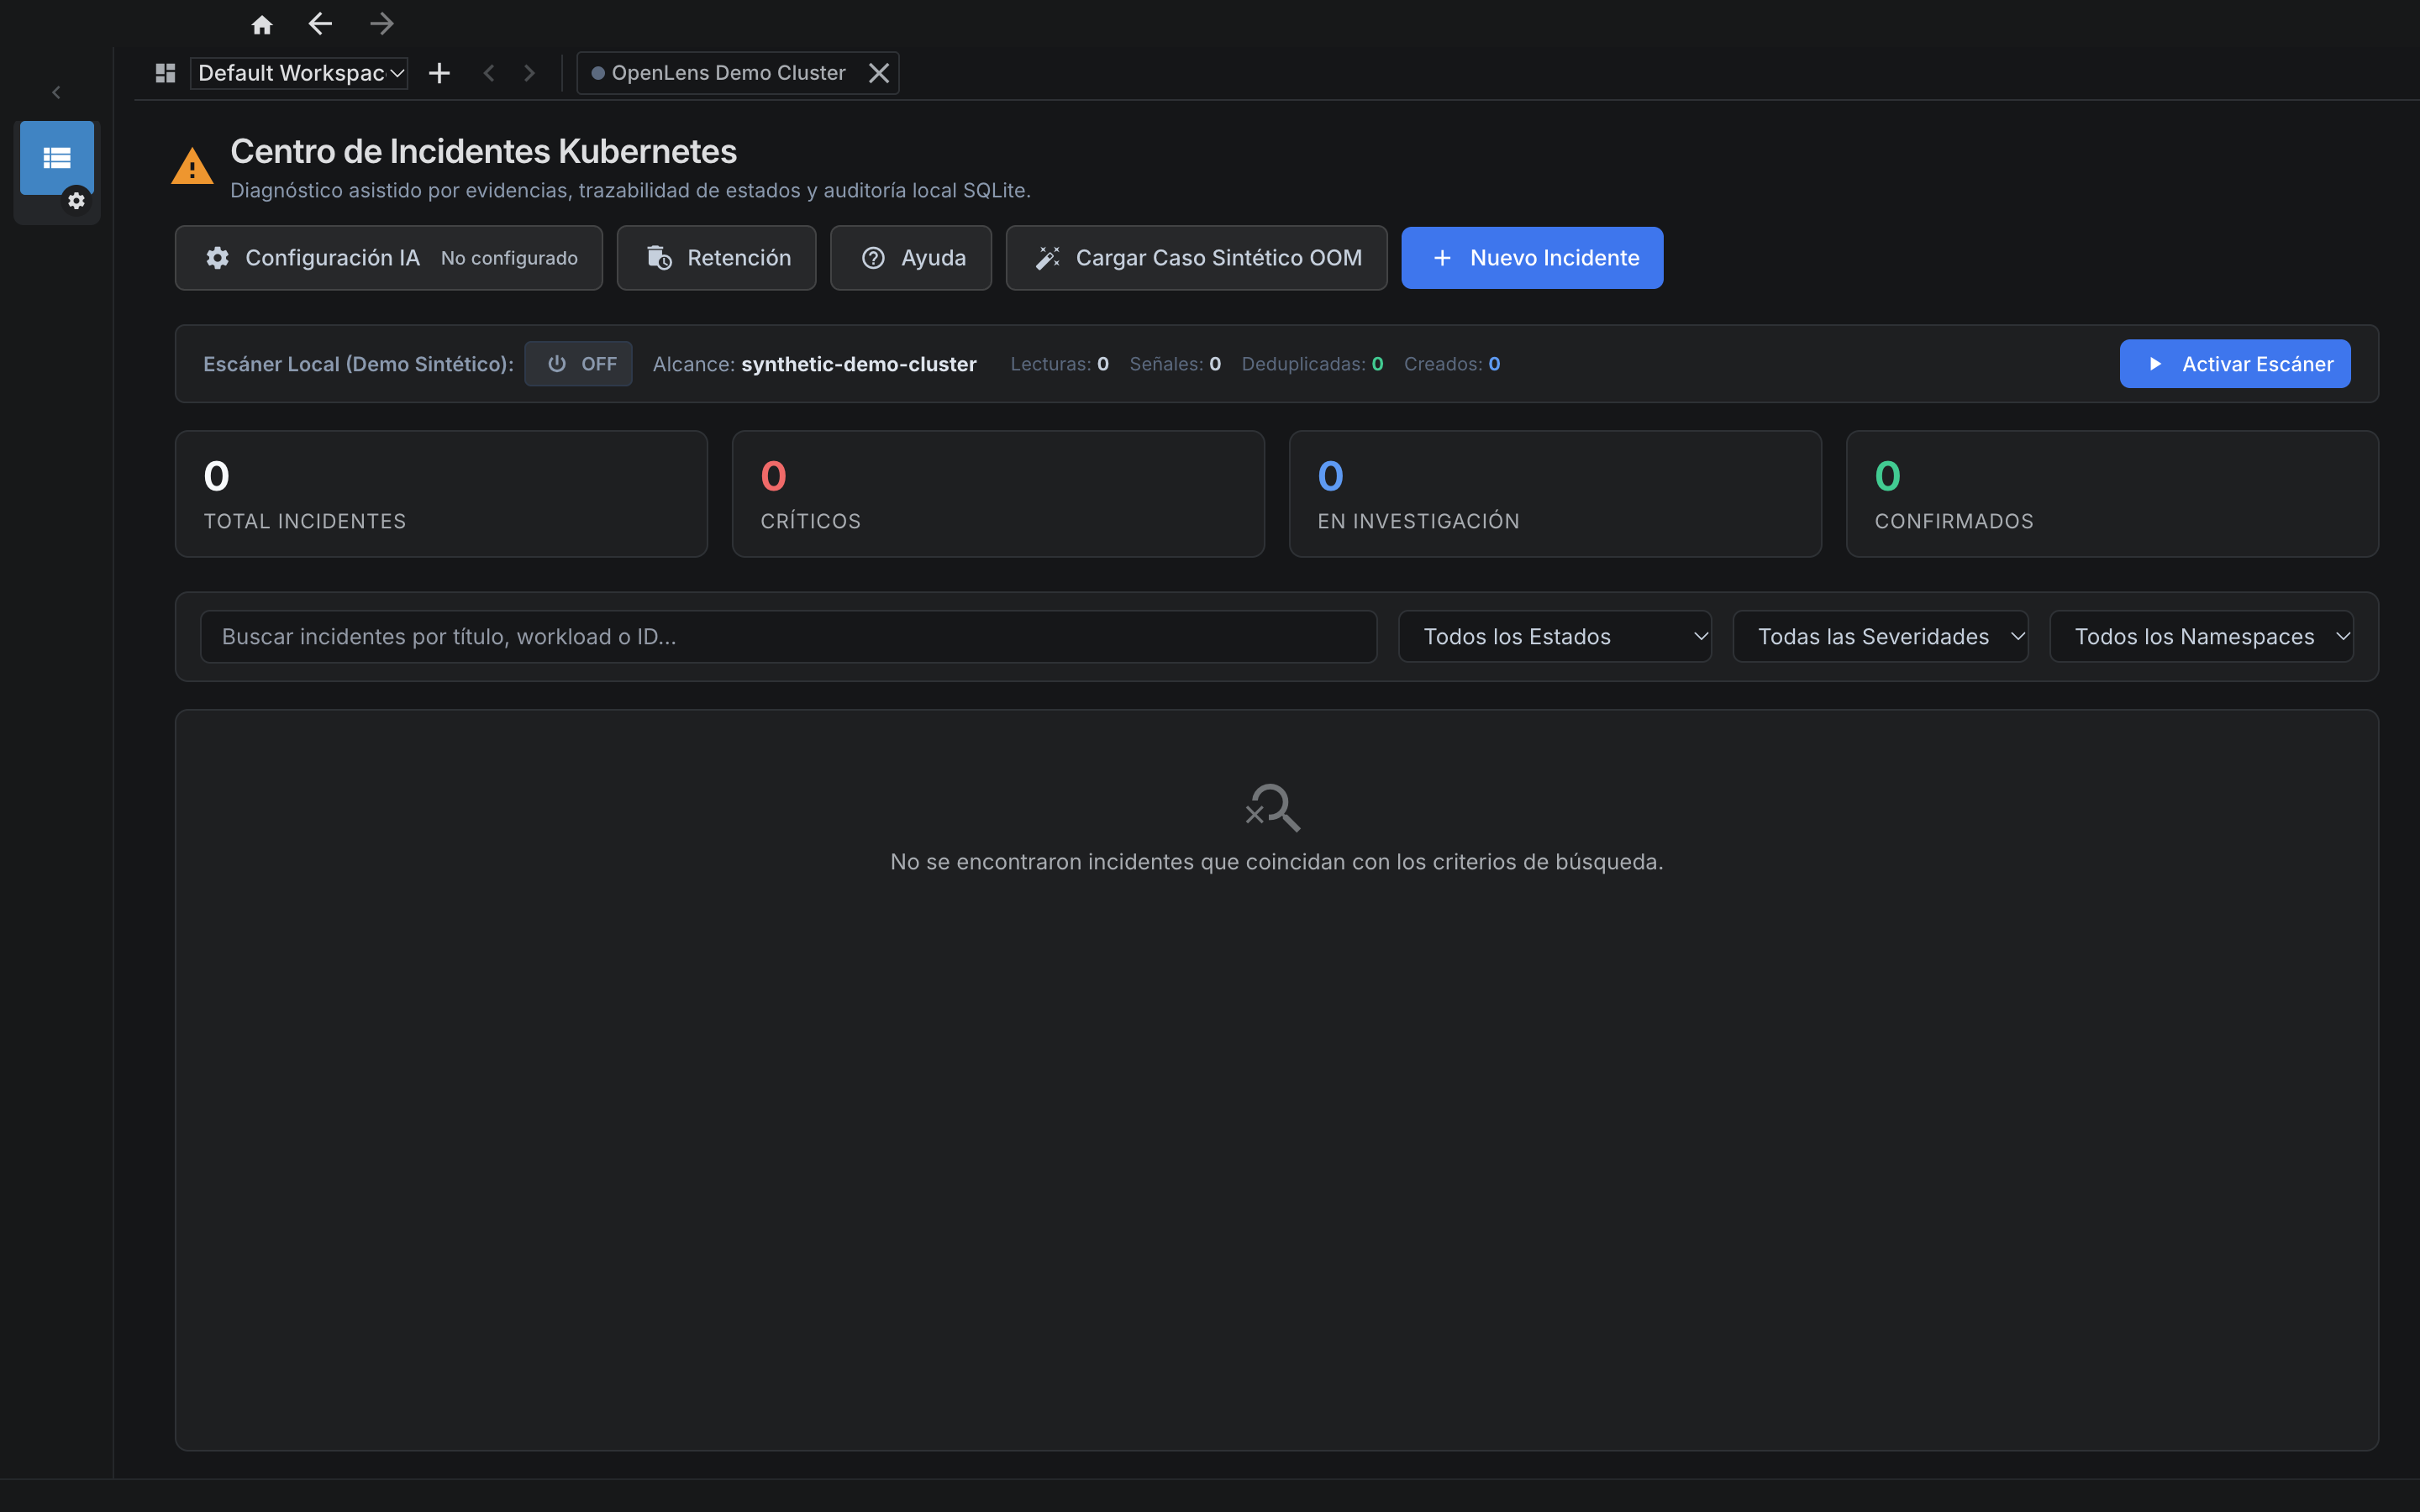 Default Workspac
OpenLens Demo Cluster
Centro de Incidentes Kubernetes
Diagnóstico asistido por evidencias, trazabilidad de estados y auditoría local SQLite.
Configuración IA No configurado
Retención
Ayuda
Cargar Caso Sintético OOM
Nuevo Incidente
Escáner Local (Demo Sintético): OFF Alcance: synthetic-demo-cluster Lecturas: 0 Señales: 0 Deduplicadas: 0 Creados: 0
Activar Escáner
0
TOTAL INCIDENTES
0
CRÍTICOS
0
EN INVESTIGACIÓN
0
CONFIRMADOS
Buscar incidentes por título, workload o ID...
Todos los Estados
Todas las Severidades
Todos los Namespaces
No se encontraron incidentes que coincidan con los criterios de búsqueda.